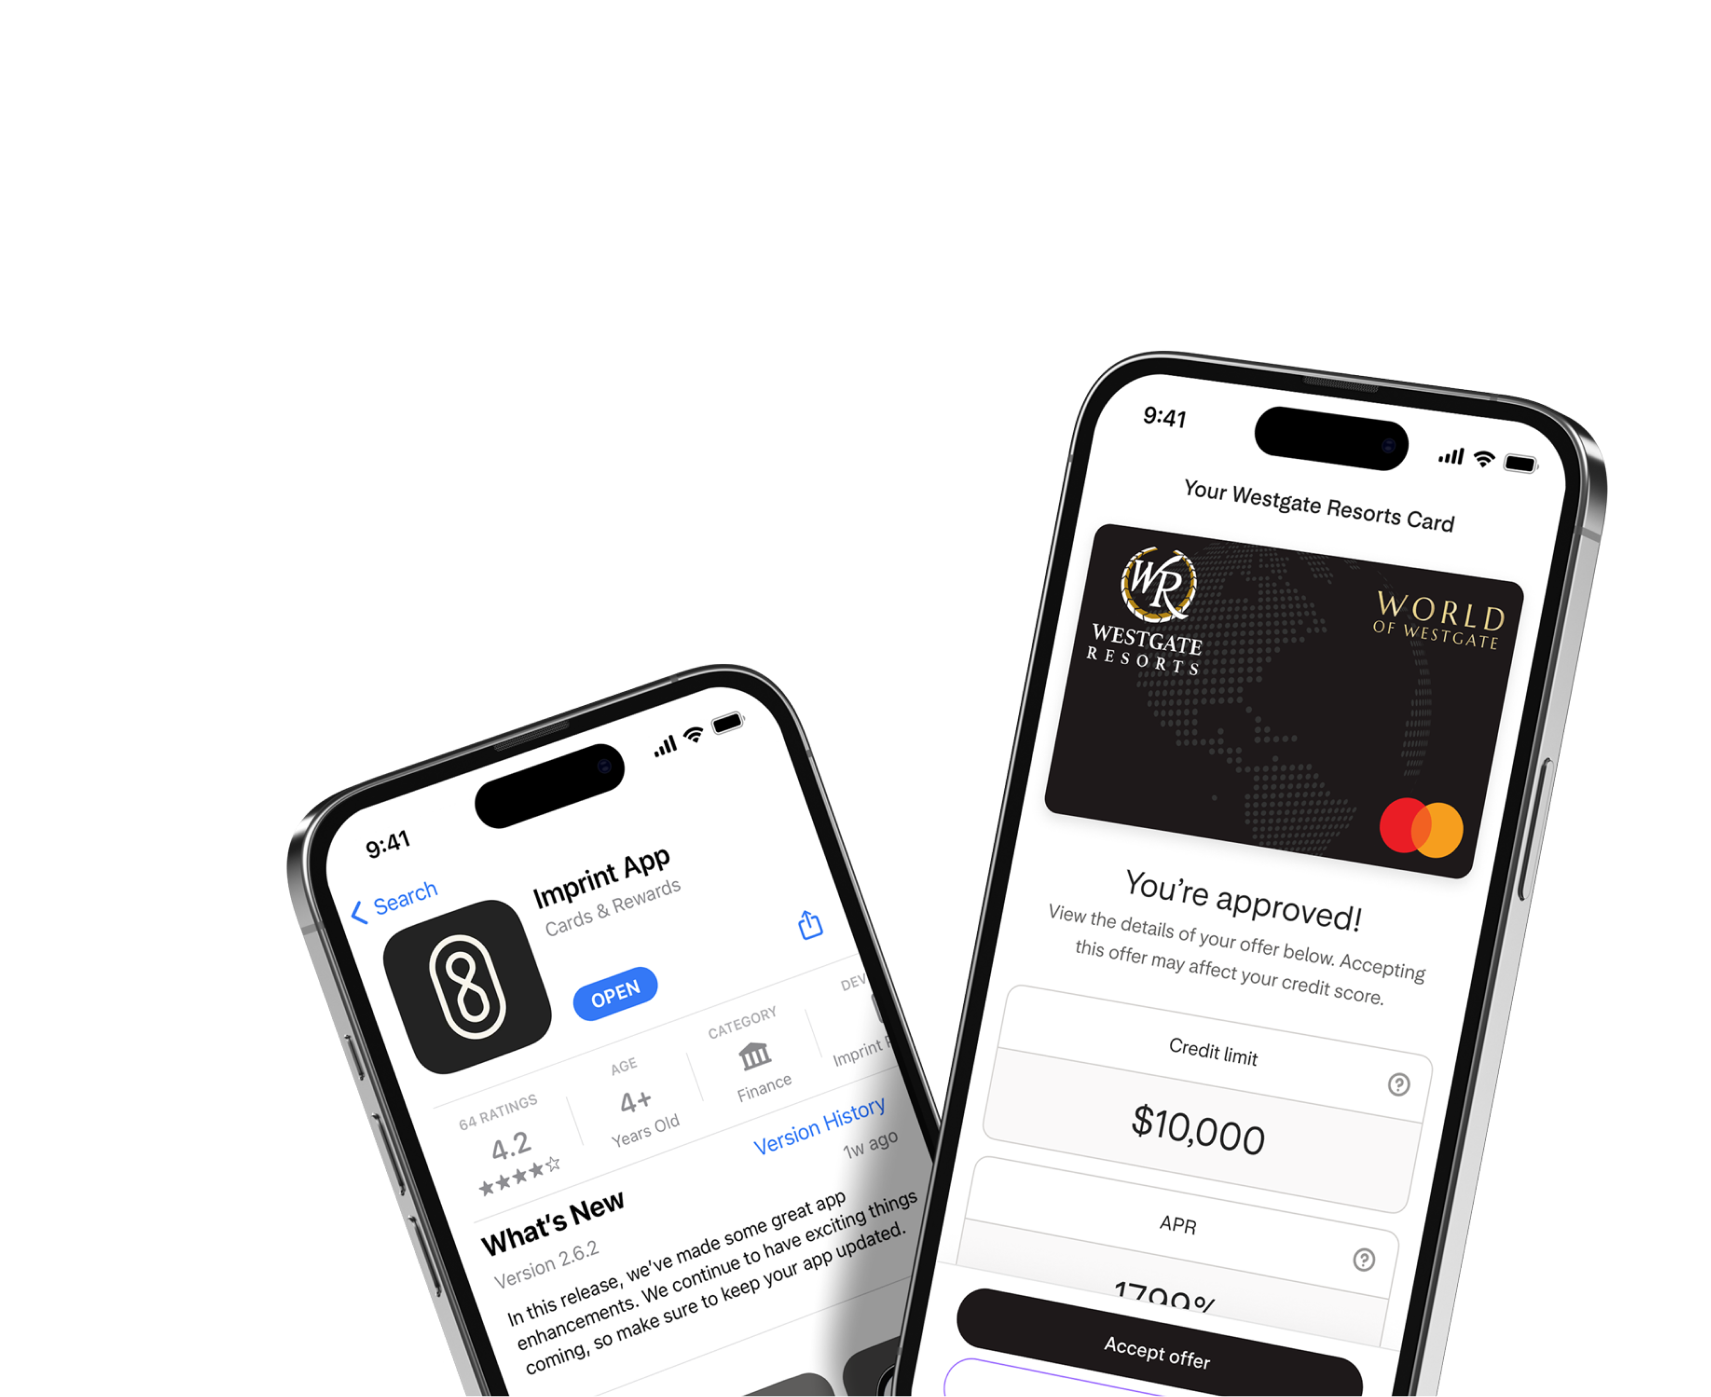 9:41
Search
Imprint App
Cards & Rewards
OPEN
64 RATINGS
4.2
AGE
4+
Years Old
CATEGORY
Finance
Imprint
Version History
1w ago
What's New
Version 2.6.2
In this release, we've made some great app
enhancements. We continue to have exciting things
coming, so make sure to keep your app updated.
9:41
Your Westgate Resorts Card
WR
WESTGATE
RESORTS
WORLD
OF WESTGATE
You're approved!
View the details of your offer below. Accepting
this offer may affect your credit score.
Credit limit
?
$10,000
APR
?
Accept offer